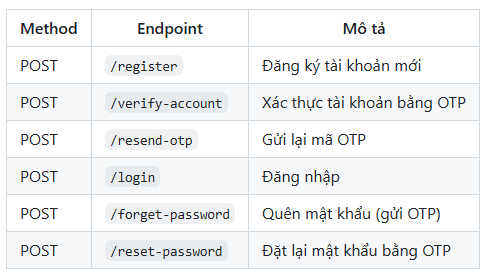 Method Endpoint Mô tả
POST /register Đăng ký tài khoản mới
POST /verify-account Xác thực tài khoản bằng OTP
POST /resend-otp Gửi lại mã OTP
POST /login Đăng nhập
POST /forget-password Quên mật khẩu (gửi OTP)
POST /reset-password Đặt lại mật khẩu bằng OTP